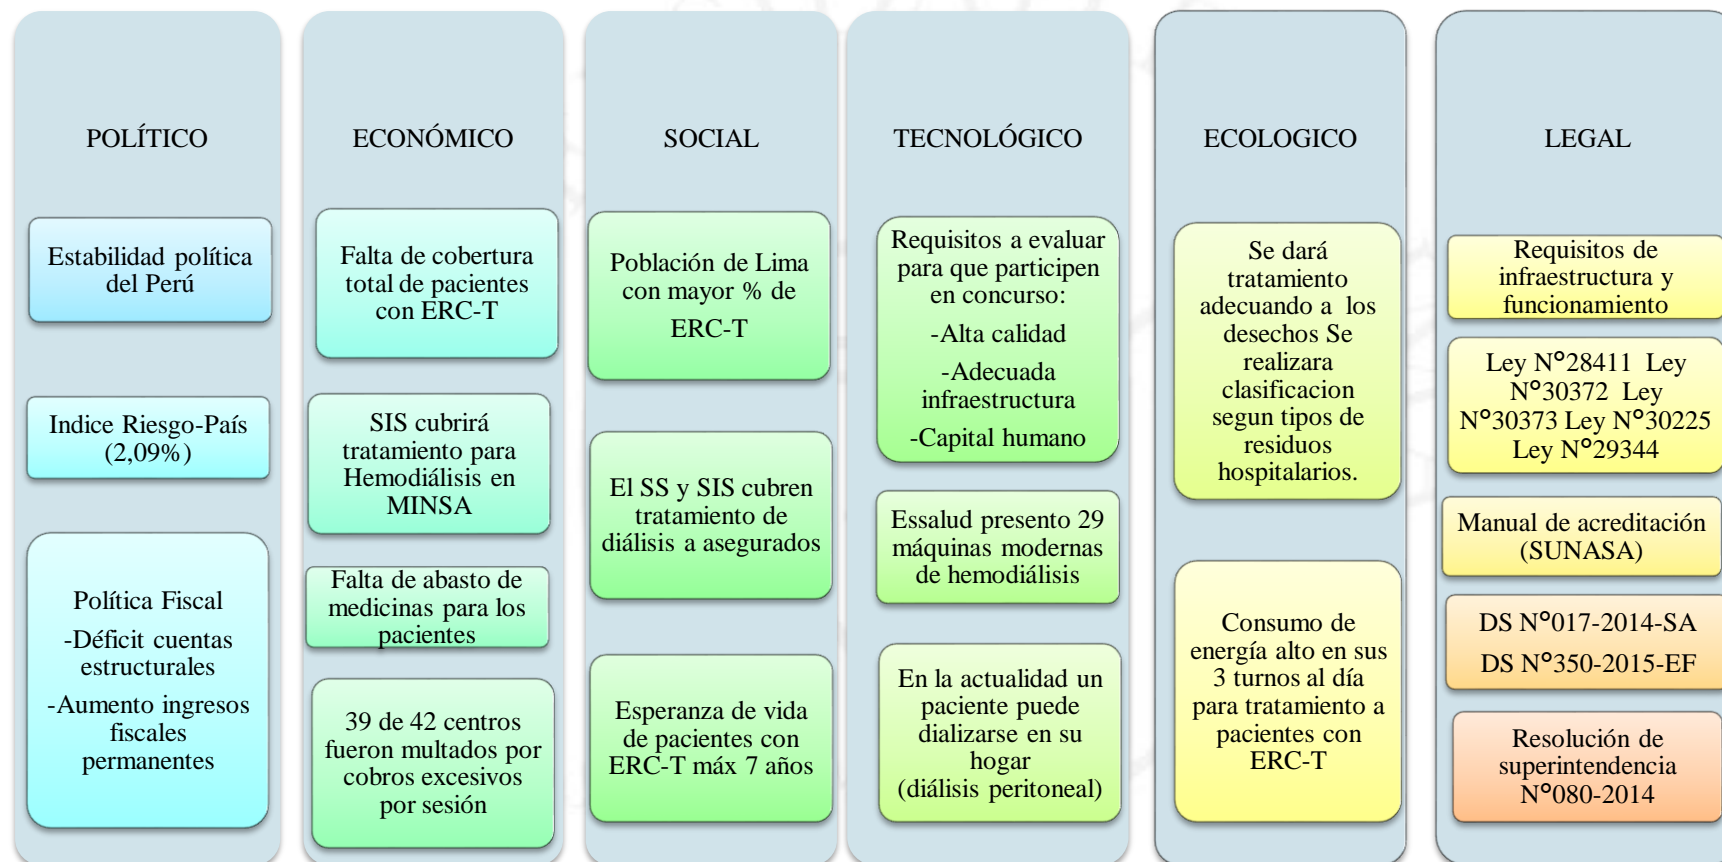 POLÍTICO
Estabilidad política
del Perú
Indice Riesgo-País
(2,09%)
Política Fiscal
-Déficit cuentas
estructurales
-Aumento ingresos
fiscales
permanentes
ECONÓMICO
Falta de cobertura
total de pacientes
con ERC-T
SIS cubrirá
tratamiento para
Hemodiálisis en
MINSA
Falta de abasto de
medicinas para los
pacientes
39 de 42 centros
fueron multados por
cobros excesivos
por sesión
SOCIAL
Población de Lima
con mayor % de
ERC-T
El SS y SIS cubren
tratamiento de
diálisis a asegurados
Esperanza de vida
de pacientes con
ERC-T máx 7 años
TECNOLÓGICO
Requisitos a evaluar
para que participen
en concurso:
-Alta calidad
-Adecuada
infraestructura
-Capital humano
Essalud presento 29
máquinas modernas
de hemodiálisis
En la actualidad un
paciente puede
dializarse en su
hogar
(diálisis peritoneal)
ECOLOGICO
Se dará
tratamiento
adecuando a los
desechos Se
realizara
clasificacion
segun tipos de
residuos
hospitalarios.
Consumo de
energía alto en sus
3 turnos al día
para tratamiento a
pacientes con
ERC-T
LEGAL
Requisitos de
infraestructura y
funcionamiento
Ley N°28411 Ley
N°30372 Ley
N°30373 Ley N°30225
Ley N°29344
Manual de acreditación
(SUNASA)
DS N°017-2014-SA
DS N°350-2015-EF
Resolución de
superintendencia
N°080-2014